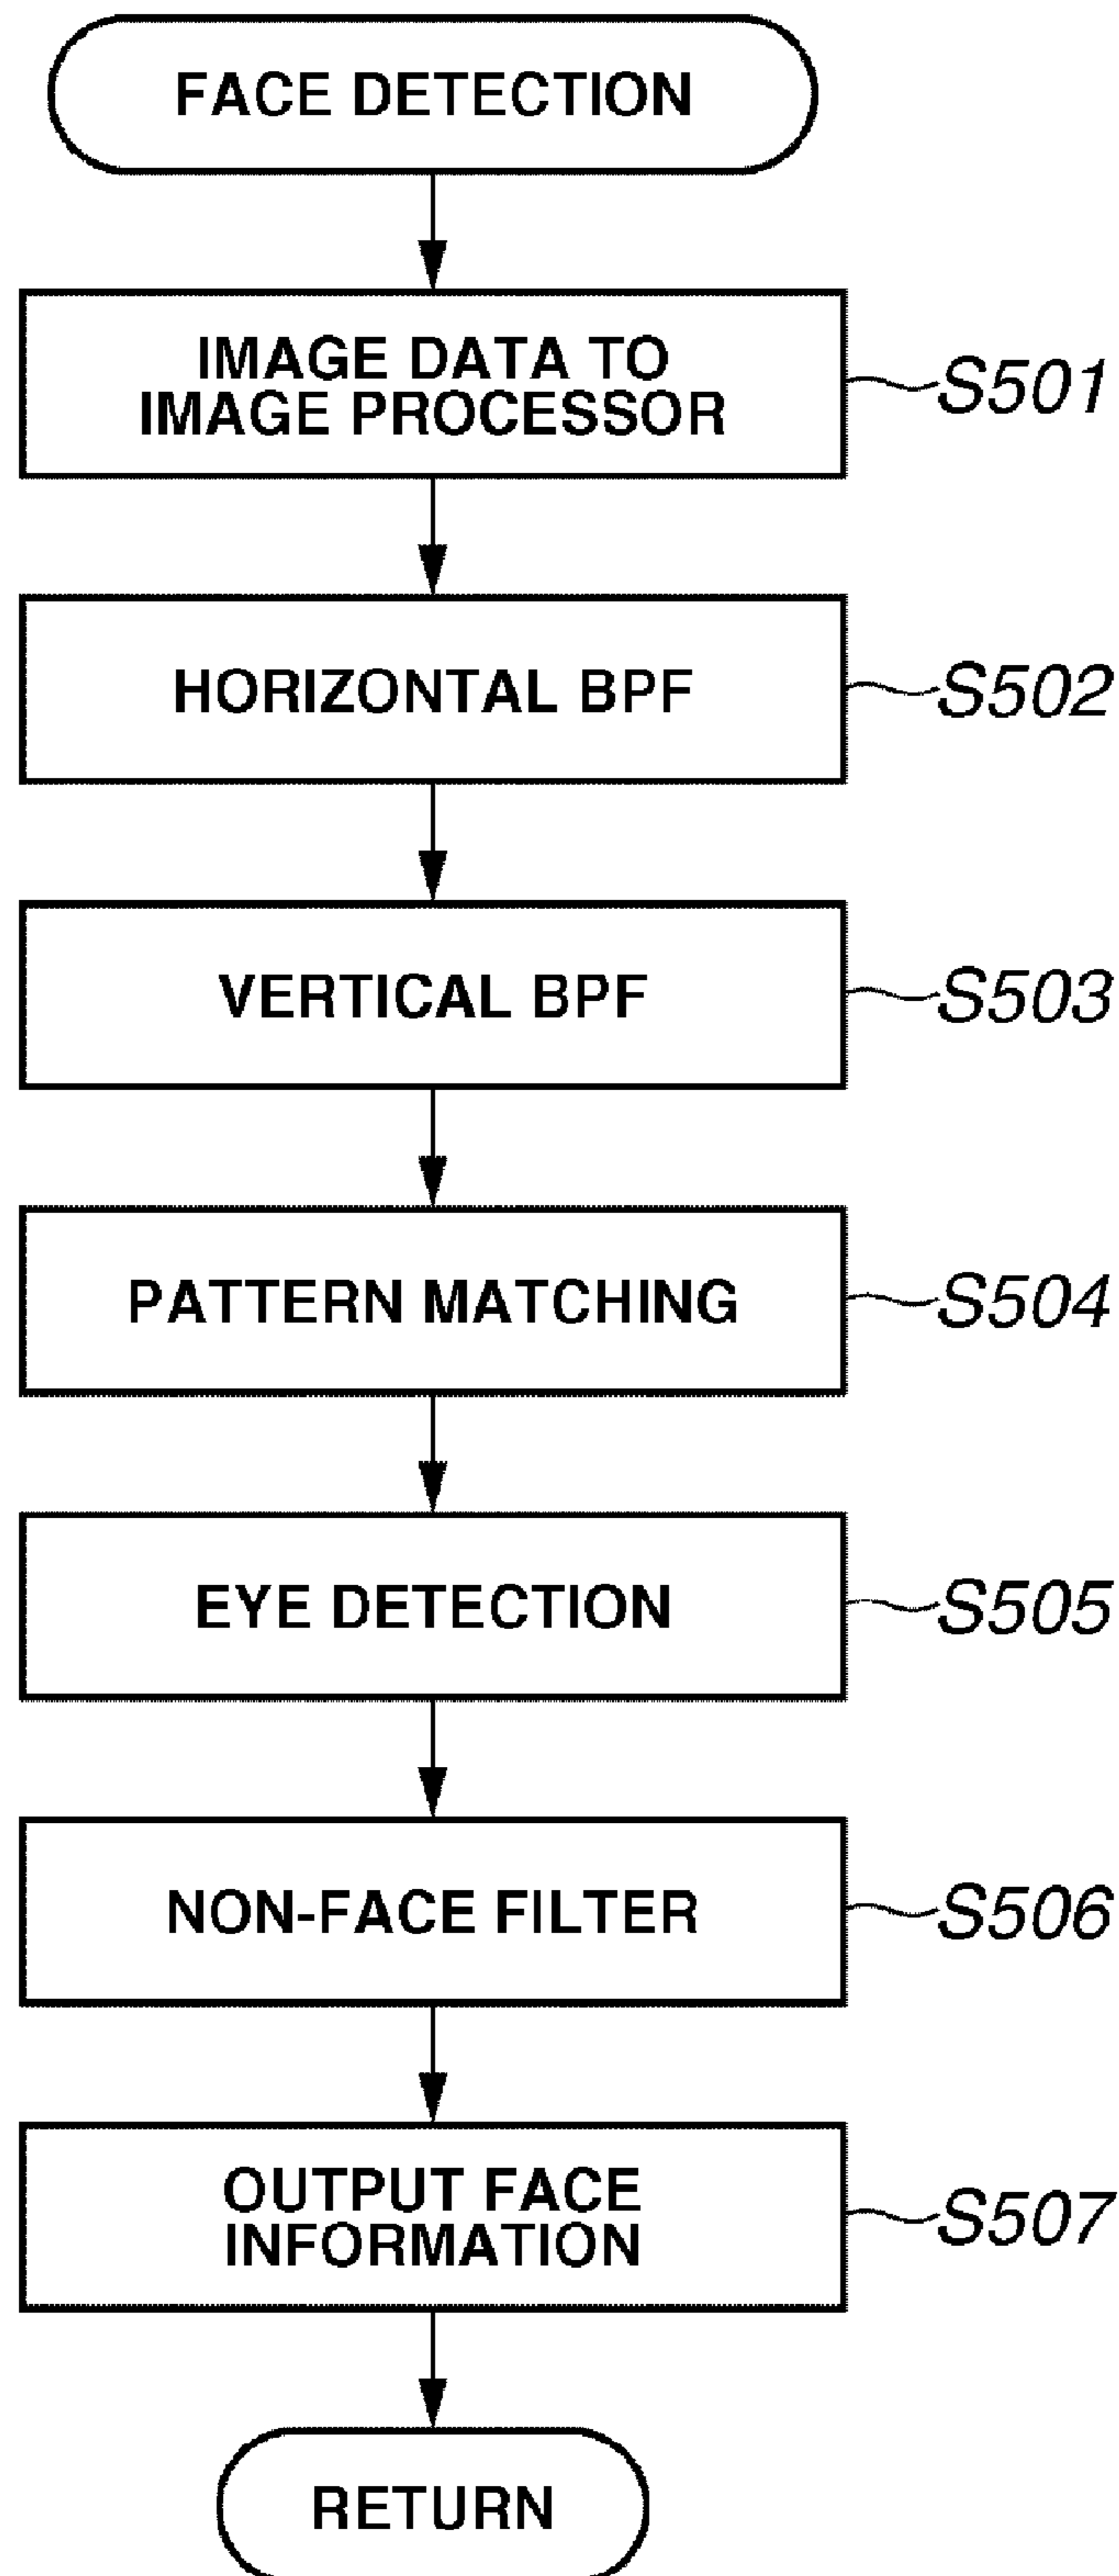 FACE DETECTION
IMAGE DATA TO
IMAGE PROCESSOR
S501
HORIZONTAL BPF
S502
VERTICAL BPF
S503
PATTERN MATCHING
S504
EYE DETECTION
S505
NON-FACE FILTER
S506
OUTPUT FACE
INFORMATION
S507
RETURN